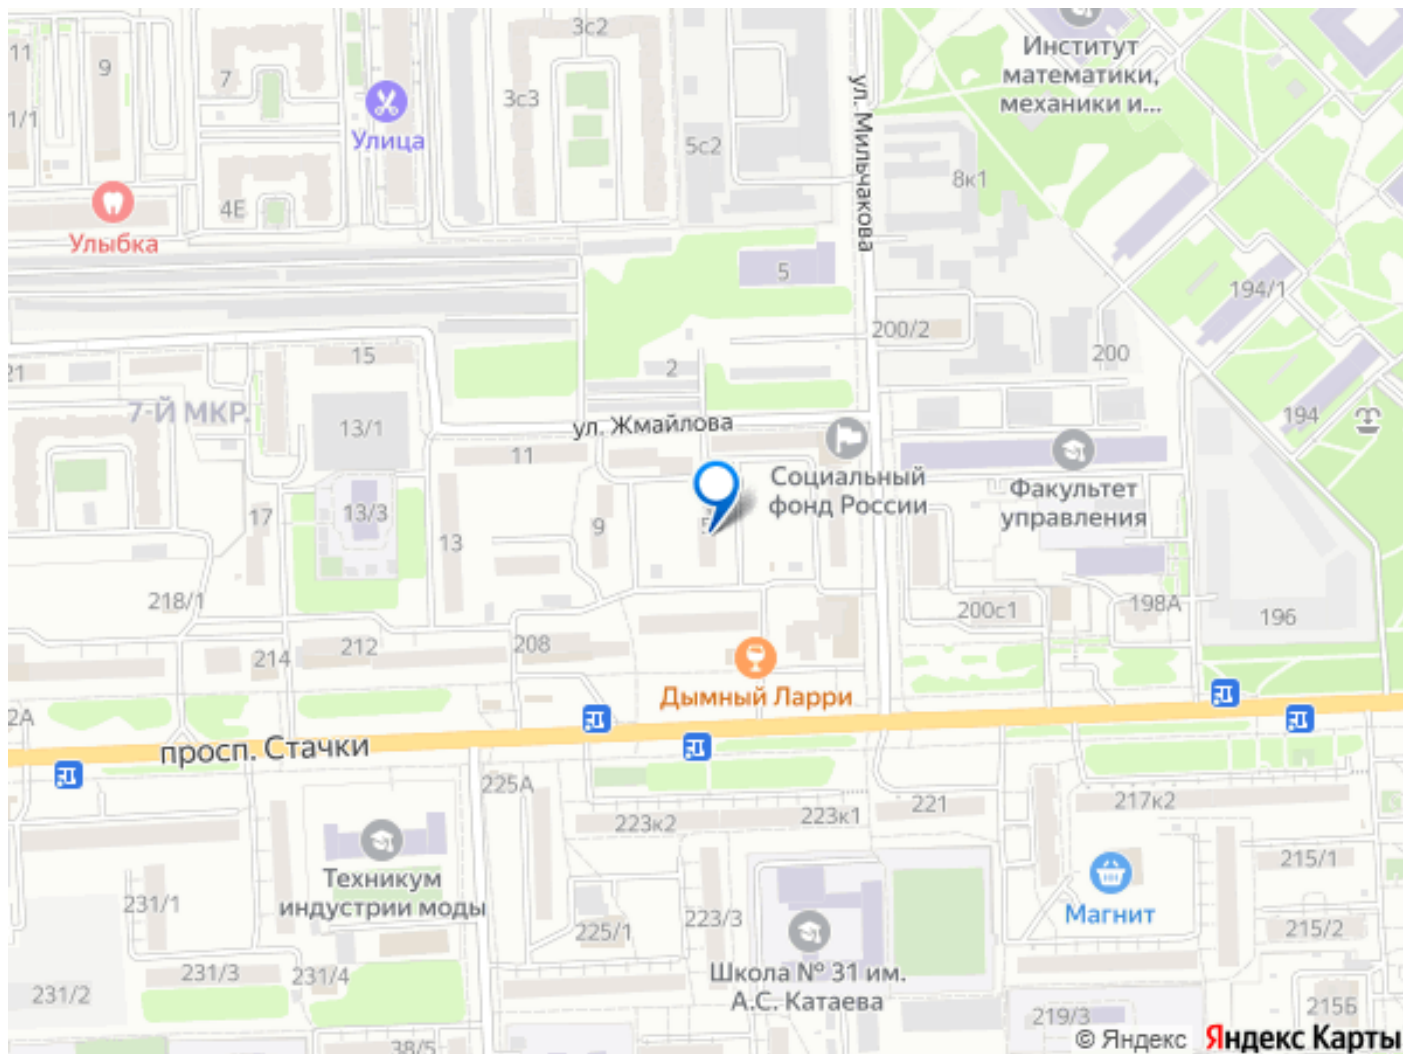 3с2
Институт
математики,
механики и...
11
9
7
3с3
ул. Мильчакова
1/1
Улица
5с2
8к1
4Е
Улыбка
5
194/1
200/2
200
15
2
21
7-Й МКР.
194
13/1
ул. Жмайлова
11
Социальный
фонд России
Факультет
управления
17
13/3
9
5
13
218/1
200с1
198А
196
208
212
214
Дымный Ларри
2А
просп. Стачки
225А
223к2
223к1
221
217к2
Техникум
индустрии моды
215/1
231/1
Магнит
223/3
225/1
215/2
231/3
231/4
Школа № 31 им.
А.С. Катаева
231/2
219/3
215Б
38/5
© Яндекс Яндекс Карты